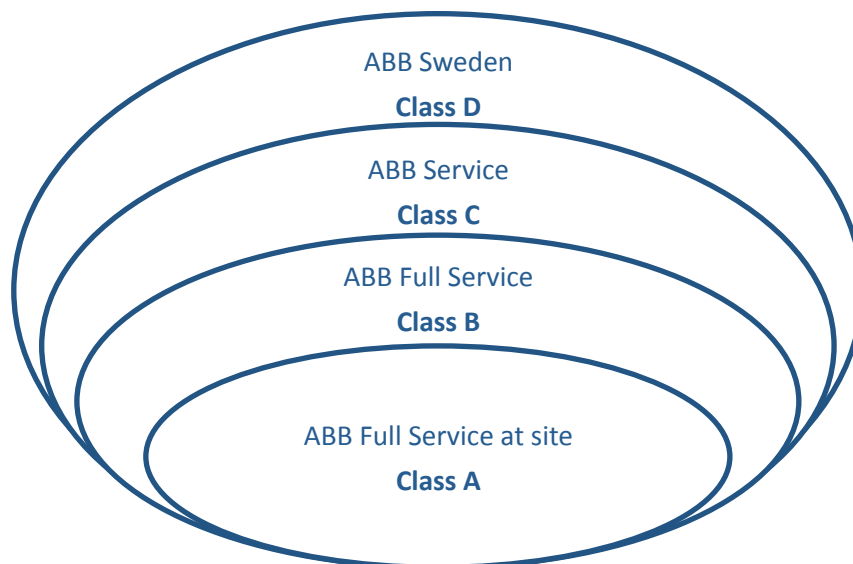 ABB Sweden
Class D
ABB Service
Class C
ABB Full Service
Class B
ABB Full Service at site
Class A